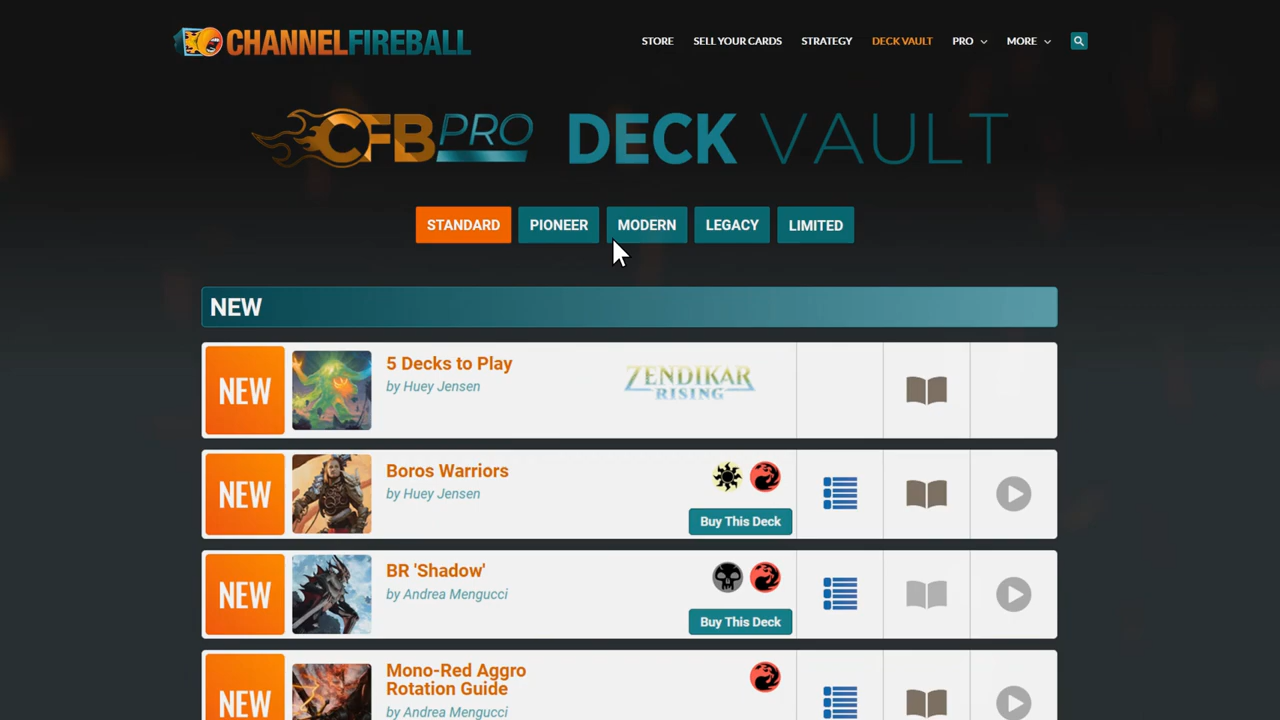 CHANNELFIREBALL
STORE SELL YOUR CARDS STRATEGY DECK VAULT PRO MORE
CFB PRO DECK VAULT
STANDARD PIONEER MODERN LEGACY LIMITED
NEW
NEW 5 Decks to Play
by Huey Jensen
ZENDIKAR
RISING
NEW Boros Warriors
by Huey Jensen
Buy This Deck
NEW BR 'Shadow'
by Andrea Mengucci
Buy This Deck
NEW Mono-Red Aggro
Rotation Guide
by Andrea Mengucci